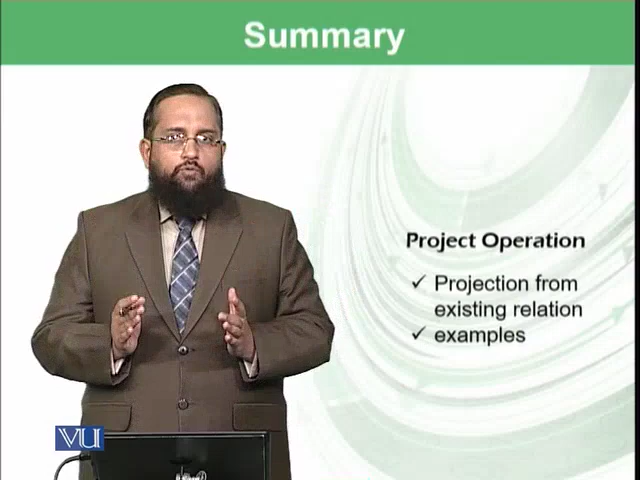 Summary
Project Operation
✓ Projection from
existing relation
✓ examples
VU